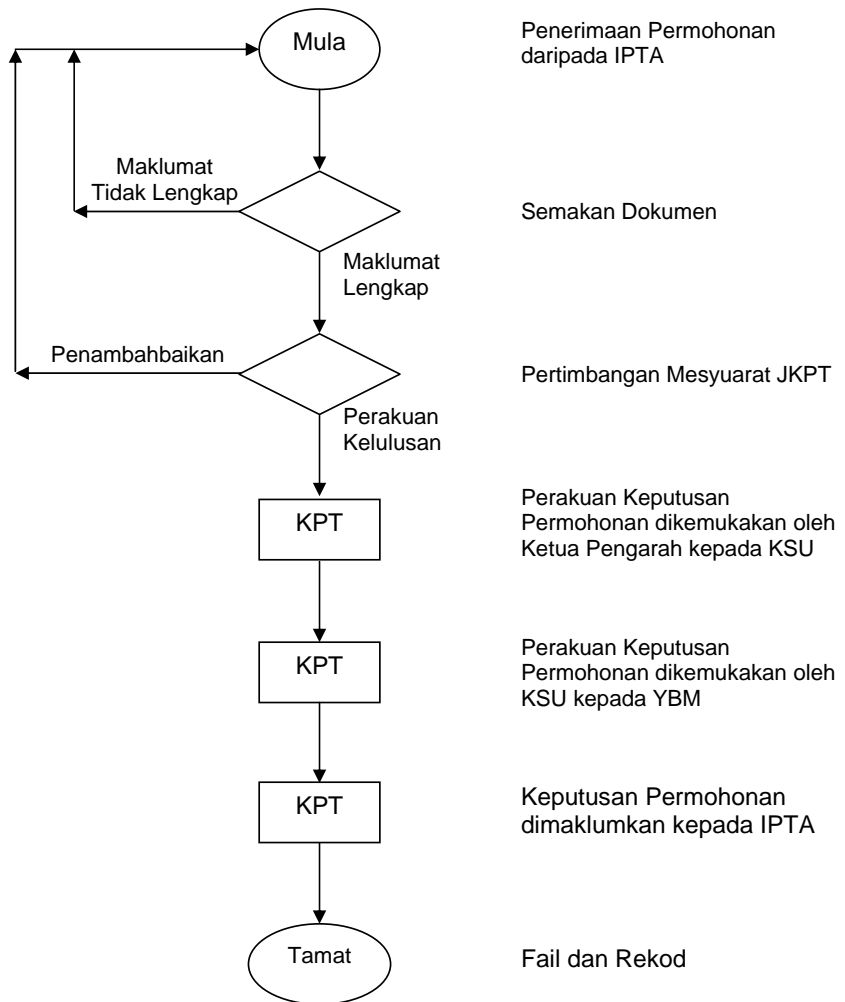 Mula
Penerimaan Permohonan
daripada IPTA
Maklumat
Tidak Lengkap
Semakan Dokumen
Maklumat
Lengkap
Penambahbaikan
Pertimbangan Mesyuarat JKPT
Perakuan
Kelulusan
KPT
Perakuan Keputusan
Permohonan dikemukakan oleh
Ketua Pengarah kepada KSU
KPT
Perakuan Keputusan
Permohonan dikemukakan oleh
KSU kepada YBM
KPT
Keputusan Permohonan
dimaklumkan kepada IPTA
Tamat
Fail dan Rekod